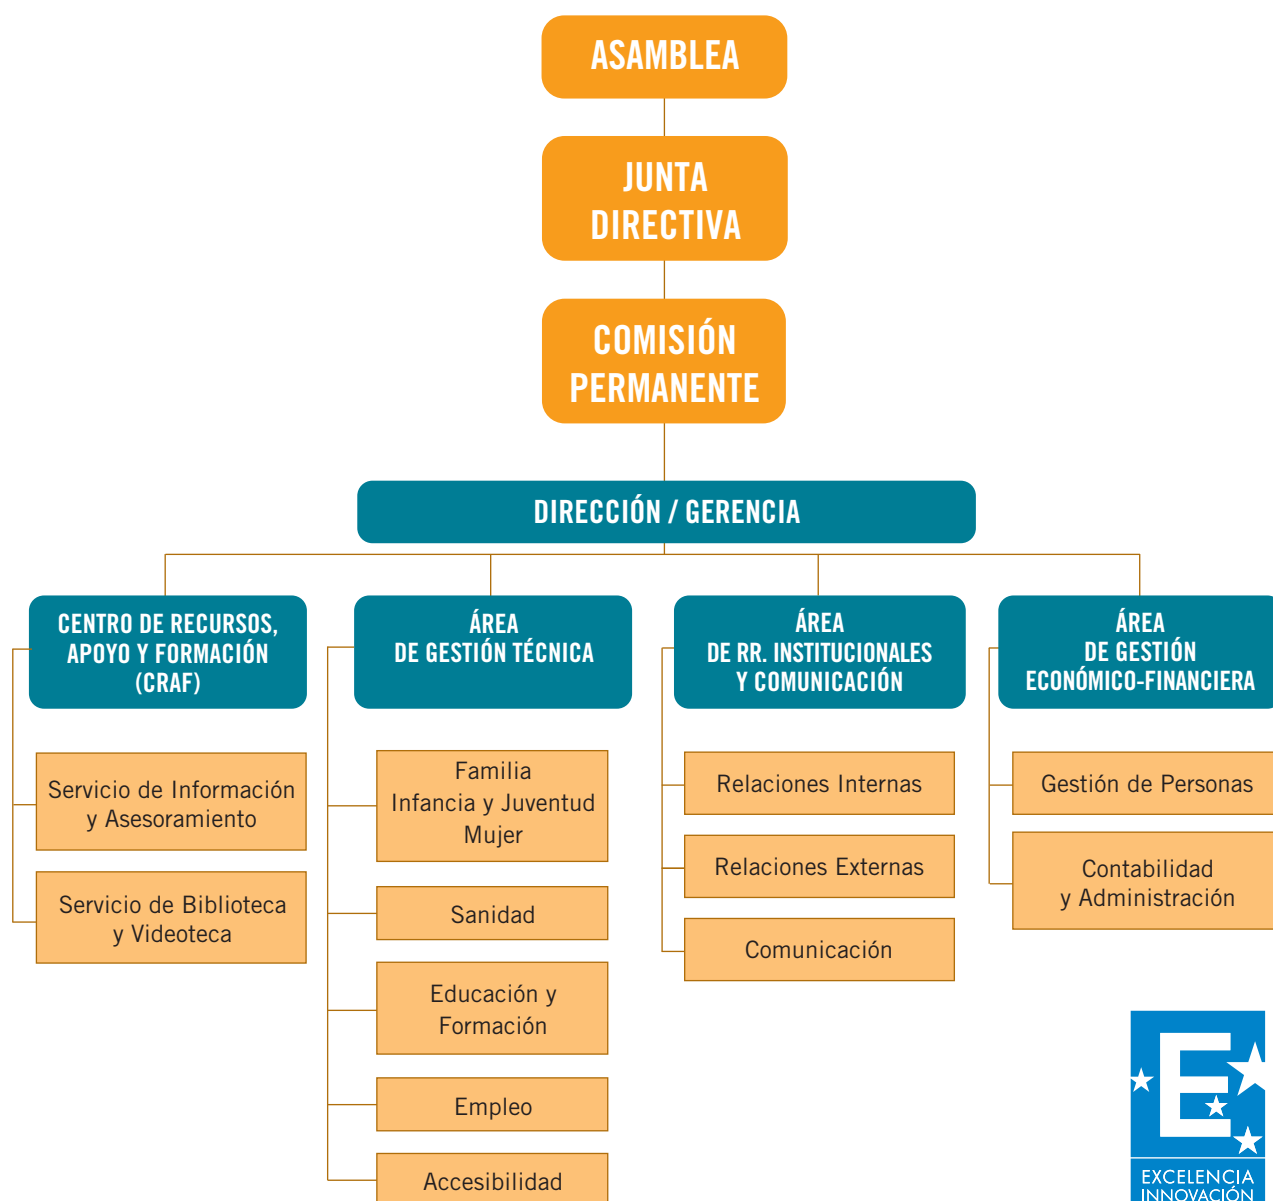 ASAMBLEA
JUNTA
DIRECTIVA
COMISIÓN
PERMANENTE
DIRECCIÓN / GERENCIA
CENTRO DE RECURSOS,
APOYO Y FORMACIÓN
(CRAF)
Servicio de Información
y Asesoramiento
Servicio de Biblioteca
y Videoteca
ÁREA
DE GESTIÓN TÉCNICA
Familia
Infancia y Juventud
Mujer
Sanidad
Educación y
Formación
Empleo
Accesibilidad
ÁREA
DE RR. INSTITUCIONALES
Y COMUNICACIÓN
Relaciones Internas
Relaciones Externas
Comunicación
ÁREA
DE GESTIÓN
ECONÓMICO-FINANCIERA
Gestión de Personas
Contabilidad
y Administración
E
EXCELENCIA
INNOVACIÓN